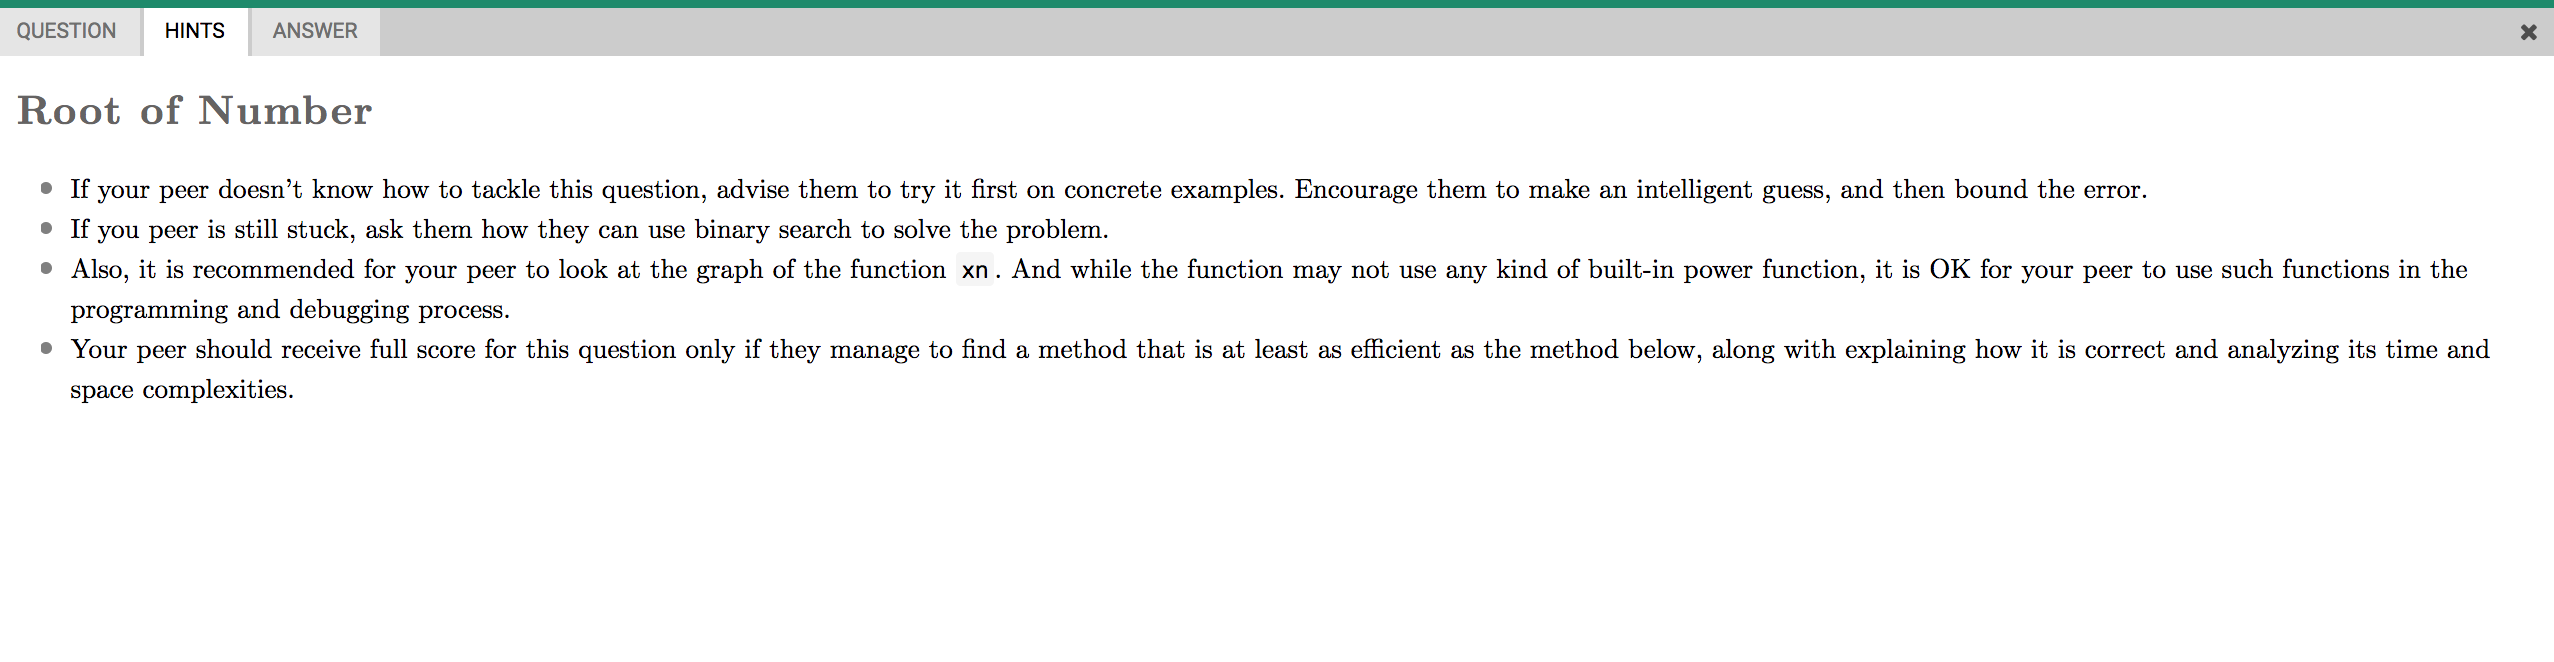 QUESTION HINTS ANSWER ✖
Root of Number
• If your peer doesn't know how to tackle this question, advise them to try it first on concrete examples. Encourage them to make an intelligent guess, and then bound the error.
• If you peer is still stuck, ask them how they can use binary search to solve the problem.
• Also, it is recommended for your peer to look at the graph of the function xn. And while the function may not use any kind of built-in power function, it is OK for your peer to use such functions in the
programming and debugging process.
• Your peer should receive full score for this question only if they manage to find a method that is at least as efficient as the method below, along with explaining how it is correct and analyzing its time and
space complexities.